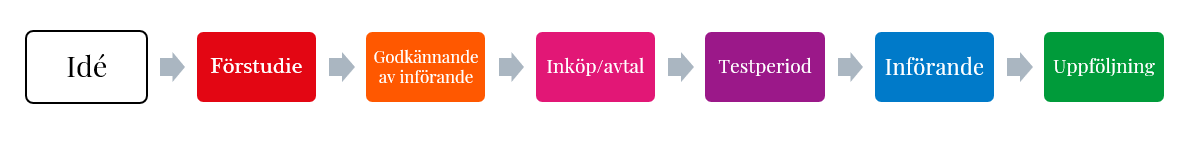 Idé
Förstudie
Godkännande
av införande
Inköp/avtal
Testperiod
Införande
Uppföljning